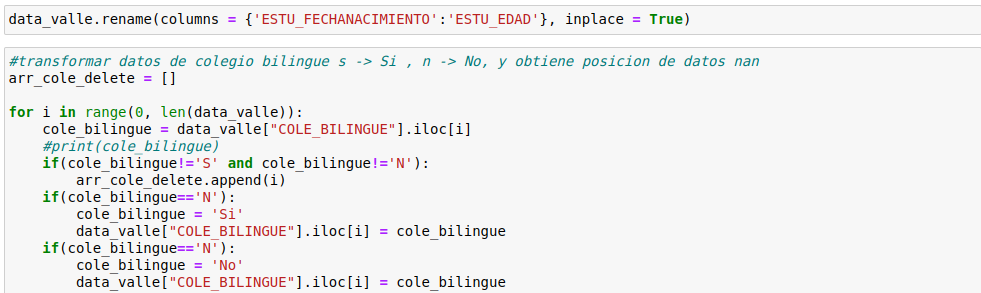 data_valle.rename(columns = {'ESTU_FECHANACIMIENTO':'ESTU_EDAD'}, inplace = True)
#transformar datos de colegio bilingue s -> Si , n -> No, y obtiene posicion de datos nan
arr_cole_delete = []
for i in range(0, len(data_valle)):
    cole_bilingue = data_valle["COLE_BILINGUE"].iloc[i]
    #print(cole_bilingue)
    if(cole_bilingue!='S' and cole_bilingue!='N'):
        arr_cole_delete.append(i)
    if(cole_bilingue=='N'):
        cole_bilingue = 'Si'
        data_valle["COLE_BILINGUE"].iloc[i] = cole_bilingue
    if(cole_bilingue=='N'):
        cole_bilingue = 'No'
        data_valle["COLE_BILINGUE"].iloc[i] = cole_bilingue